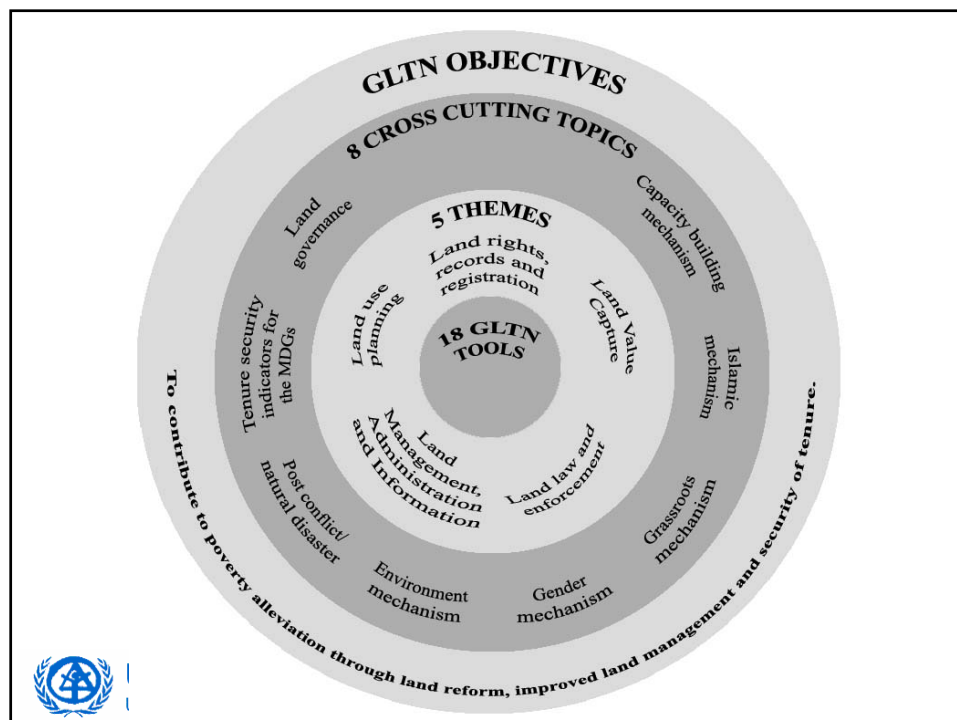 GLTN OBJECTIVES
8 CROSS CUTTING TOPICS
Land
governance
Capacity building
mechanism
5 THEMES
Land rights,
records and
registration
Land use
planning
Land Value
Capture
18 GLTN
TOOLS
Tenure security
indicators for
the MDGs
Islamic
mechanism
Land
Management,
Administration
and Information
Land law and
enforcement
Post conflict/
natural disaster
Grassroots
mechanism
Environment
mechanism
Gender
mechanism
To contribute to poverty alleviation through land reform, improved land management and security of tenure.